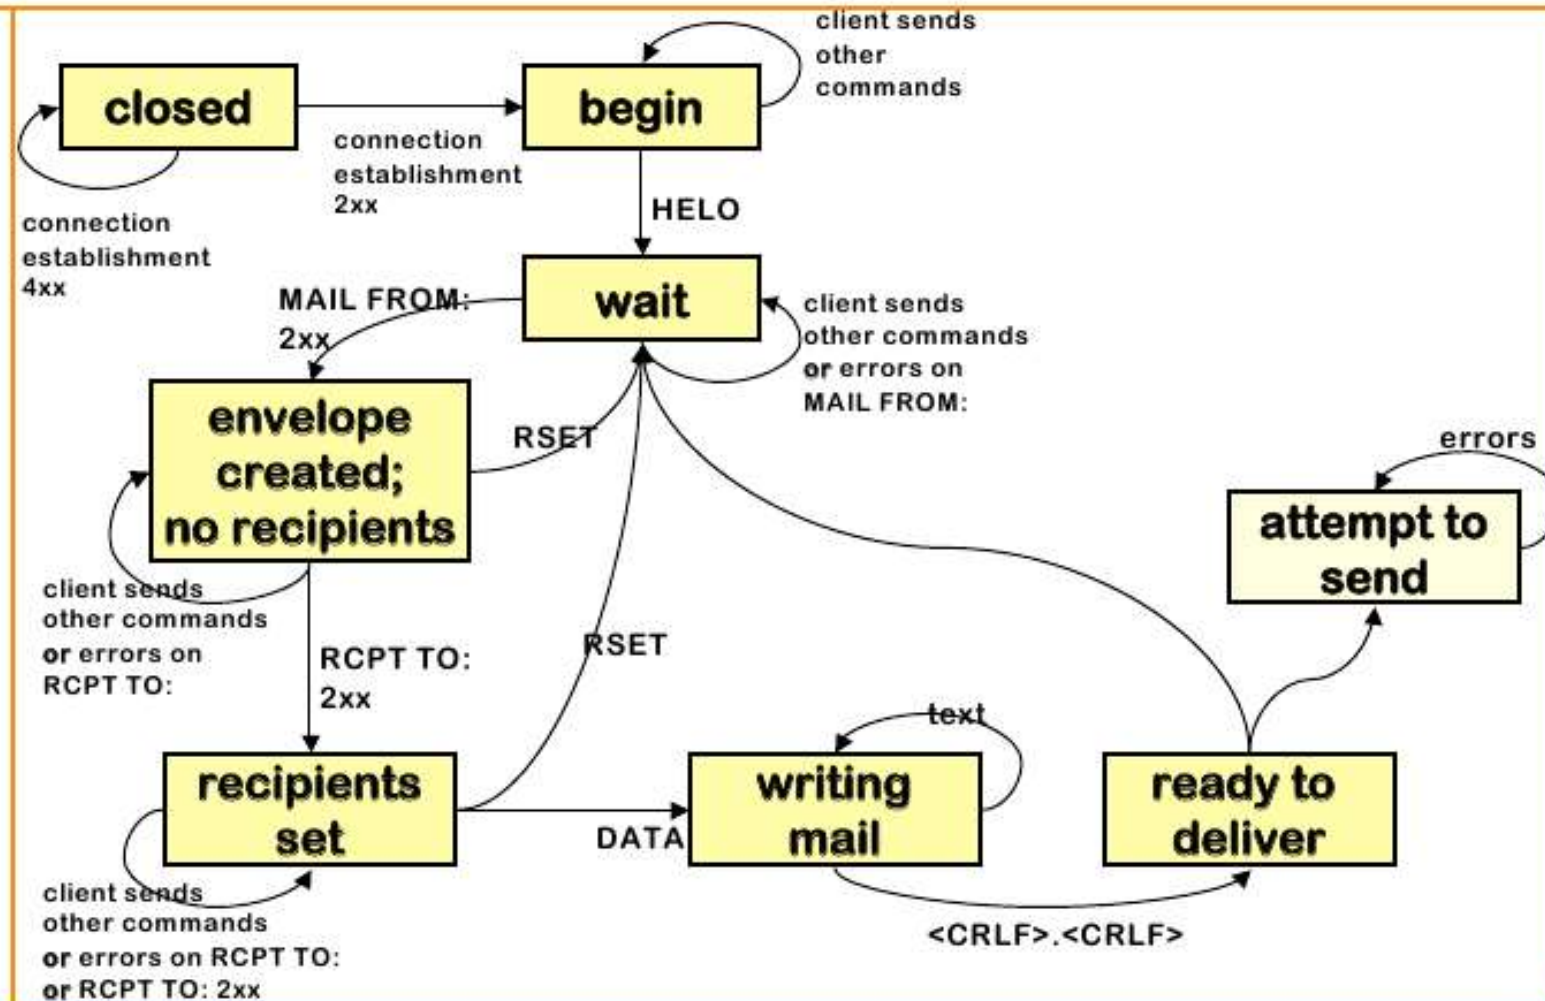 client sends
other
commands
closed
begin
connection
establishment
2xx
connection
establishment
4xx
HELO
wait
MAIL FROM:
2xx
client sends
other commands
or errors on
MAIL FROM:
envelope
created;
no recipients
RSET
errors
attempt to
send
client sends
other commands
or errors on
RCPT TO:
RCPT TO:
2xx
RSET
recipients
set
DATA
text
writing
mail
ready to
deliver
<CRLF>.<CRLF>
client sends
other commands
or errors on RCPT TO:
or RCPT TO: 2xx